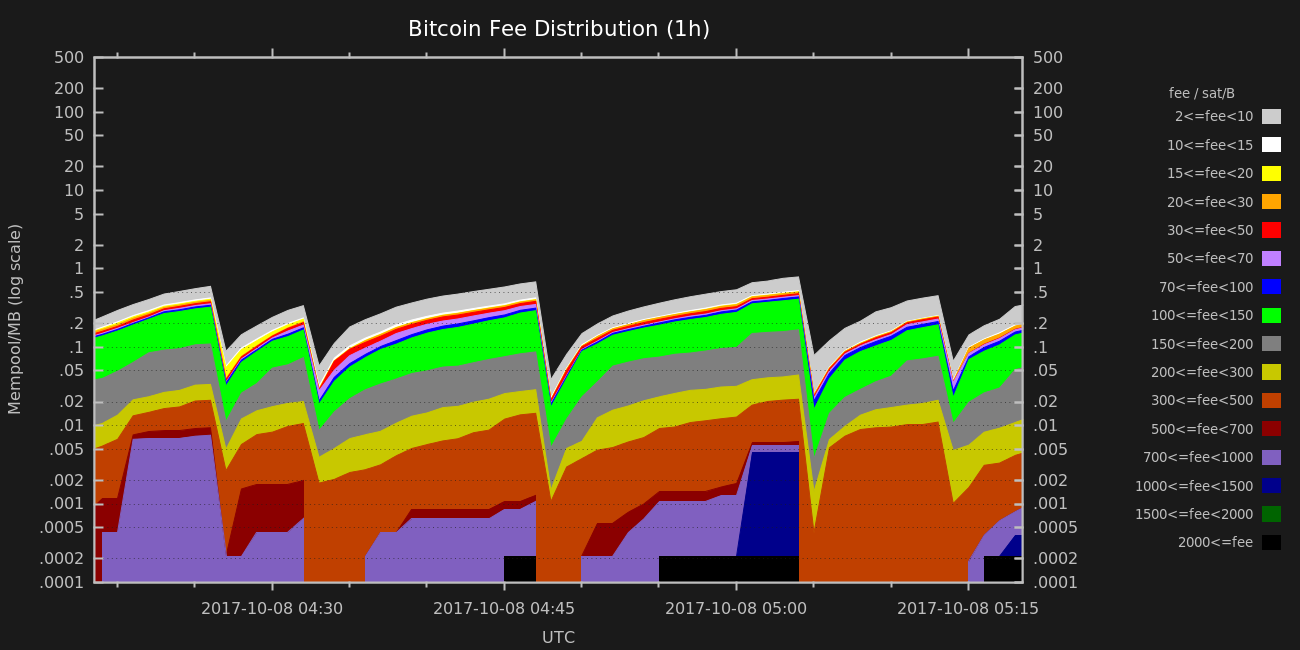 Bitcoin Fee Distribution (1h)
500 500
200 200
100 100
50 50
20 20
10 10
5 5
2 2
1 1
.5 .5
.2 .2
.1 .1
.05 .05
.02 .02
.01 .01
.005 .005
.002 .002
.001 .001
.0005 .0005
.0002 .0002
.0001 .0001
Mempool/MB (log scale)
2017-10-08 04:30 2017-10-08 04:45 2017-10-08 05:00 2017-10-08 05:15
UTC
fee / sat/B
2<=fee<10
10<=fee<15
15<=fee<20
20<=fee<30
30<=fee<50
50<=fee<70
70<=fee<100
100<=fee<150
150<=fee<200
200<=fee<300
300<=fee<500
500<=fee<700
700<=fee<1000
1000<=fee<1500
1500<=fee<2000
2000<=fee